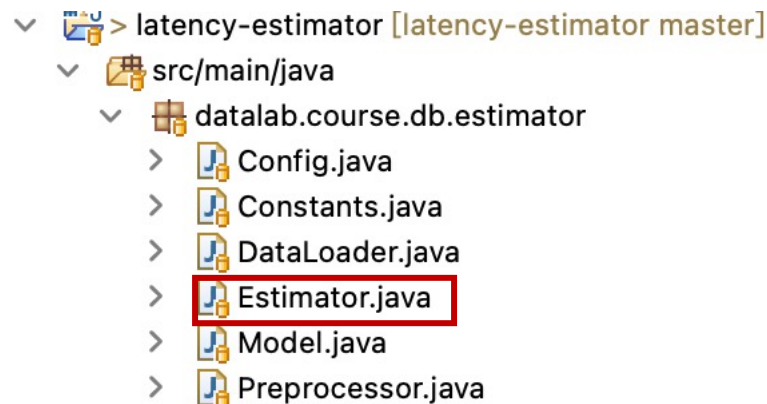 > latency-estimator [latency-estimator master]
src/main/java
datalab.course.db.estimator
Config.java
Constants.java
DataLoader.java
Estimator.java
Model.java
Preprocessor.java